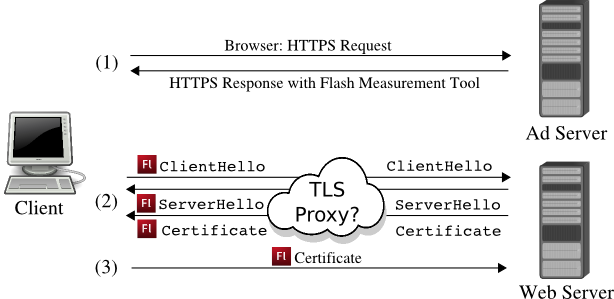 Browser: HTTPS Request
(1)
HTTPS Response with Flash Measurement Tool
Ad Server
Fl ClientHello ClientHello
TLS
Client
(2)
Fl ServerHello Proxy? ServerHello
Fl Certificate Certificate
(3)
Fl Certificate
Web Server